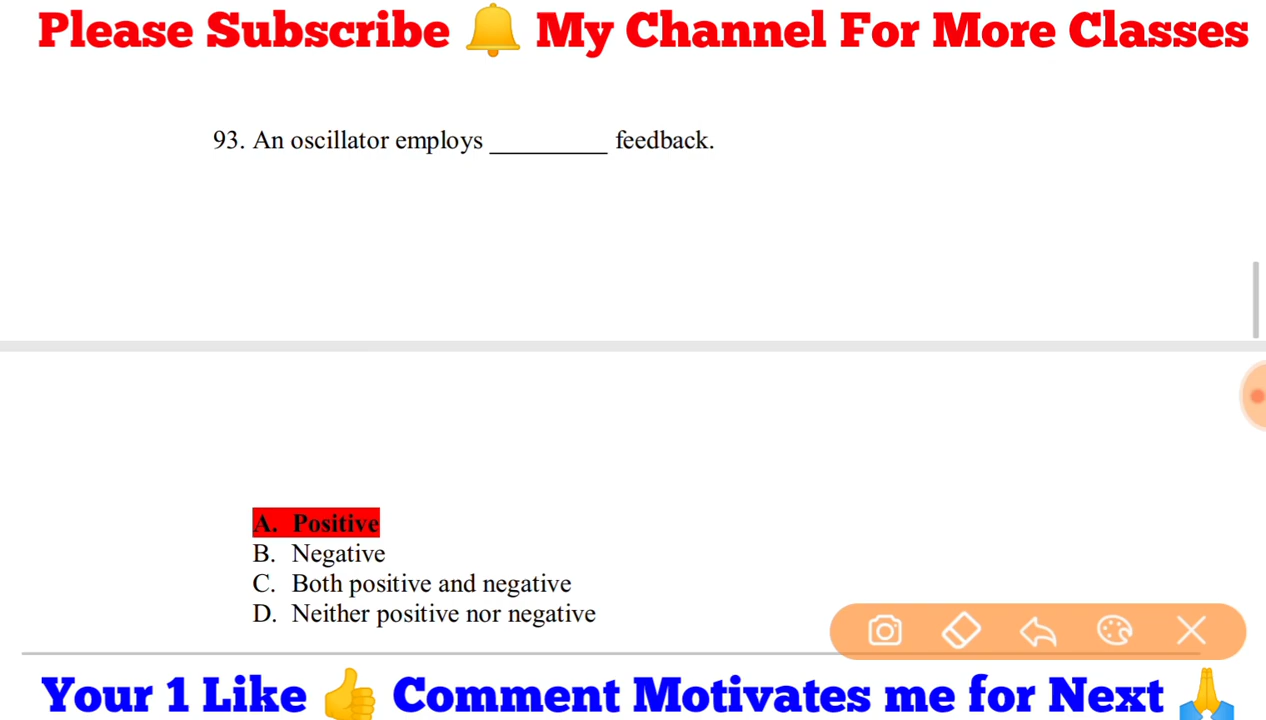 Please Subscribe 🔔 My Channel For More Classes
93. An oscillator employs _________ feedback.
A. Positive
B. Negative
C. Both positive and negative
D. Neither positive nor negative
Your 1 Like 👍 Comment Motivates me for Next 🙏